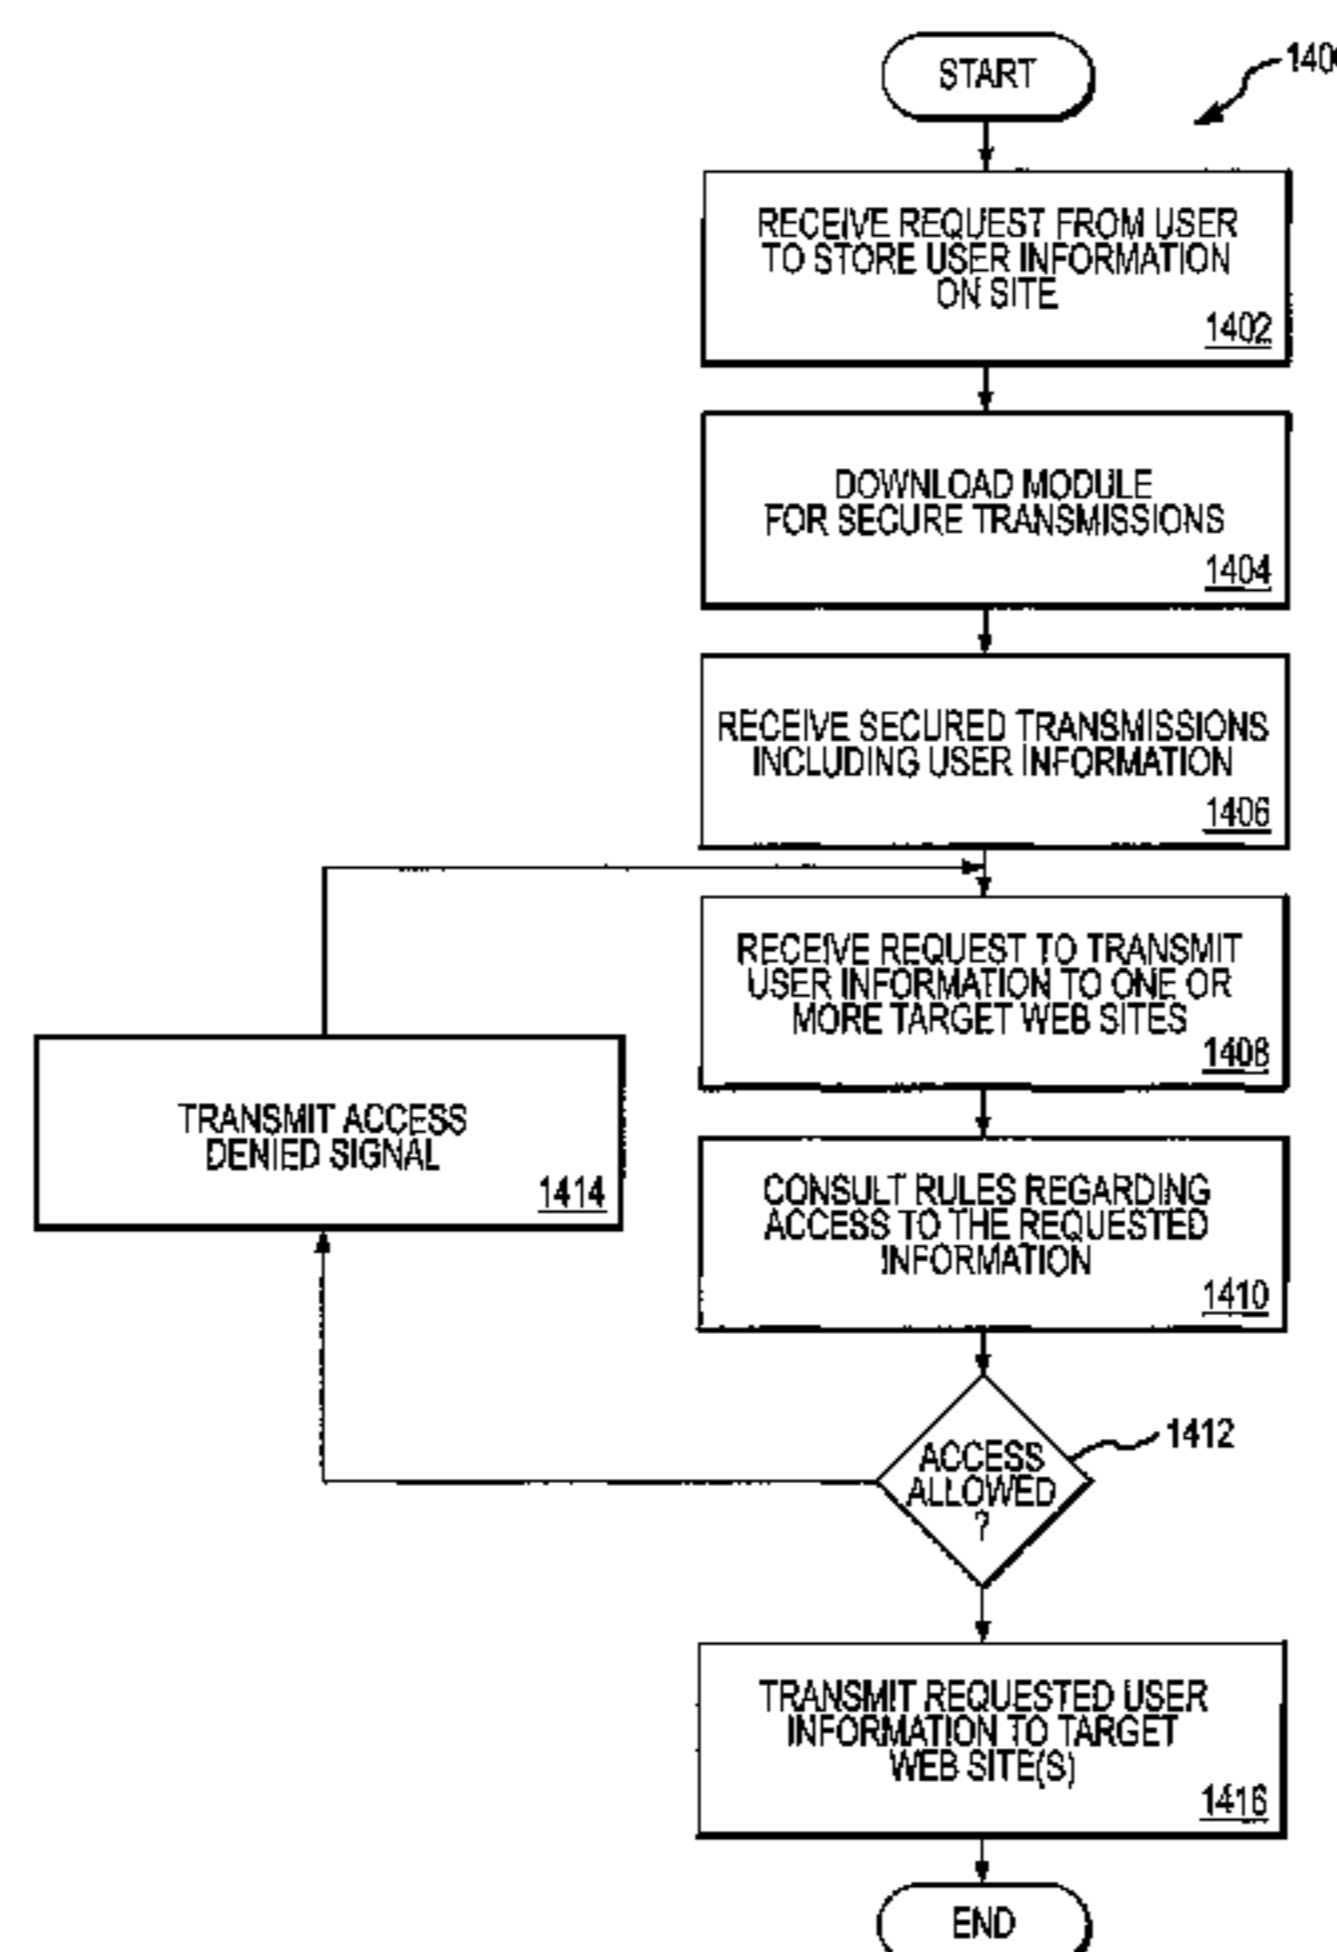 START
RECEIVE REQUEST FROM USER
TO STORE USER INFORMATION
ON SITE
1402
DOWNLOAD MODULE
FOR SECURE TRANSMISSIONS
1404
RECEIVE SECURED TRANSMISSIONS
INCLUDING USER INFORMATION
1406
RECEIVE REQUEST TO TRANSMIT
USER INFORMATION TO ONE OR
MORE TARGET WEB SITES
1408
TRANSMIT ACCESS
DENIED SIGNAL
1414
CONSULT RULES REGARDING
ACCESS TO THE REQUESTED
INFORMATION
1410
ACCESS
ALLOWED
?
1412
TRANSMIT REQUESTED USER
INFORMATION TO TARGET
WEB SITE(S)
1416
END